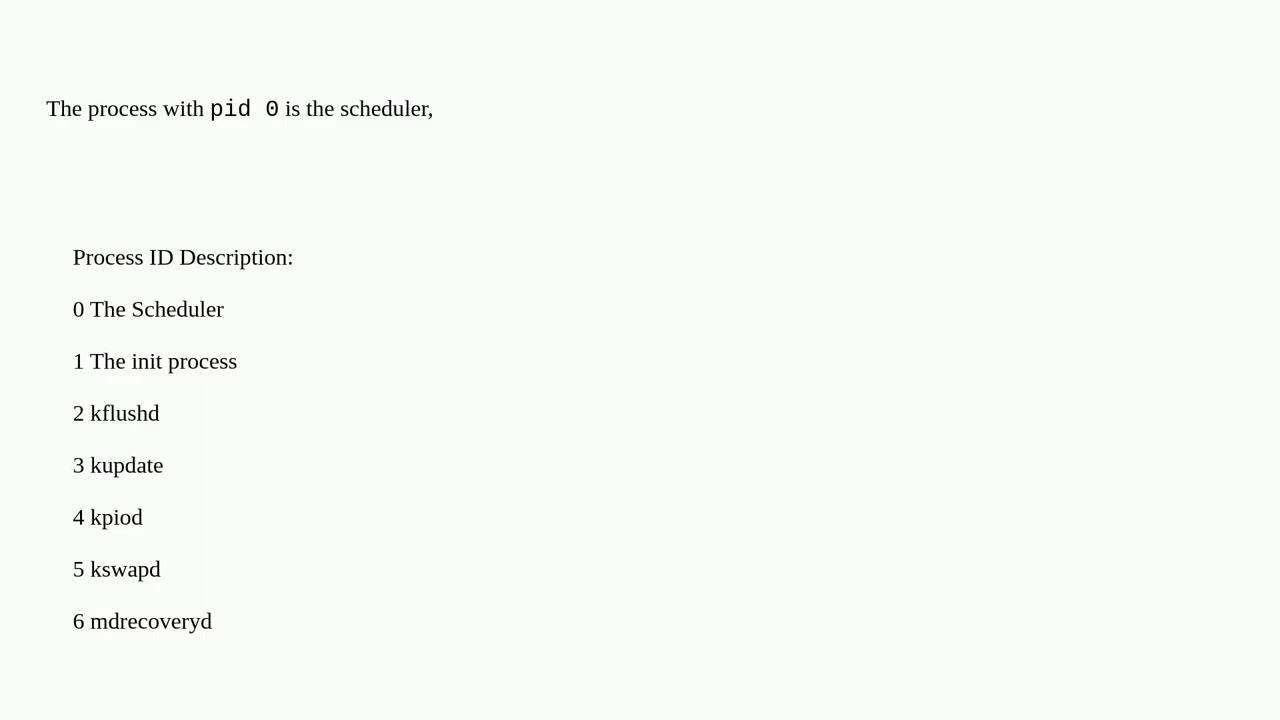 The process with pid 0 is the scheduler,
Process ID Description:
0 The Scheduler
1 The init process
2 kflushd
3 kupdate
4 kpiod
5 kswapd
6 mdrecoveryd